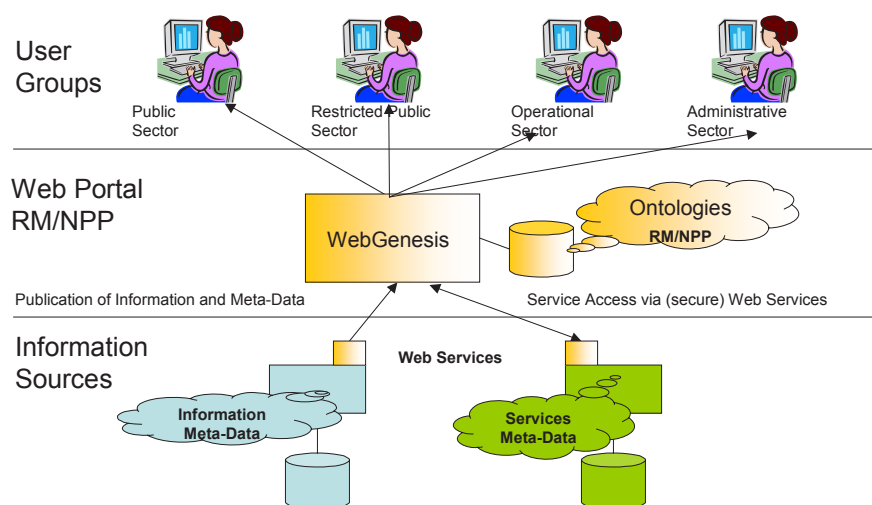 User
Groups
Public
Sector
Restricted Public
Sector
Operational
Sector
Administrative
Sector
Web Portal
RM/NPP
WebGenesis
Ontologies
RM/NPP
Publication of Information and Meta-Data
Service Access via (secure) Web Services
Information
Sources
Web Services
Information
Meta-Data
Services
Meta-Data